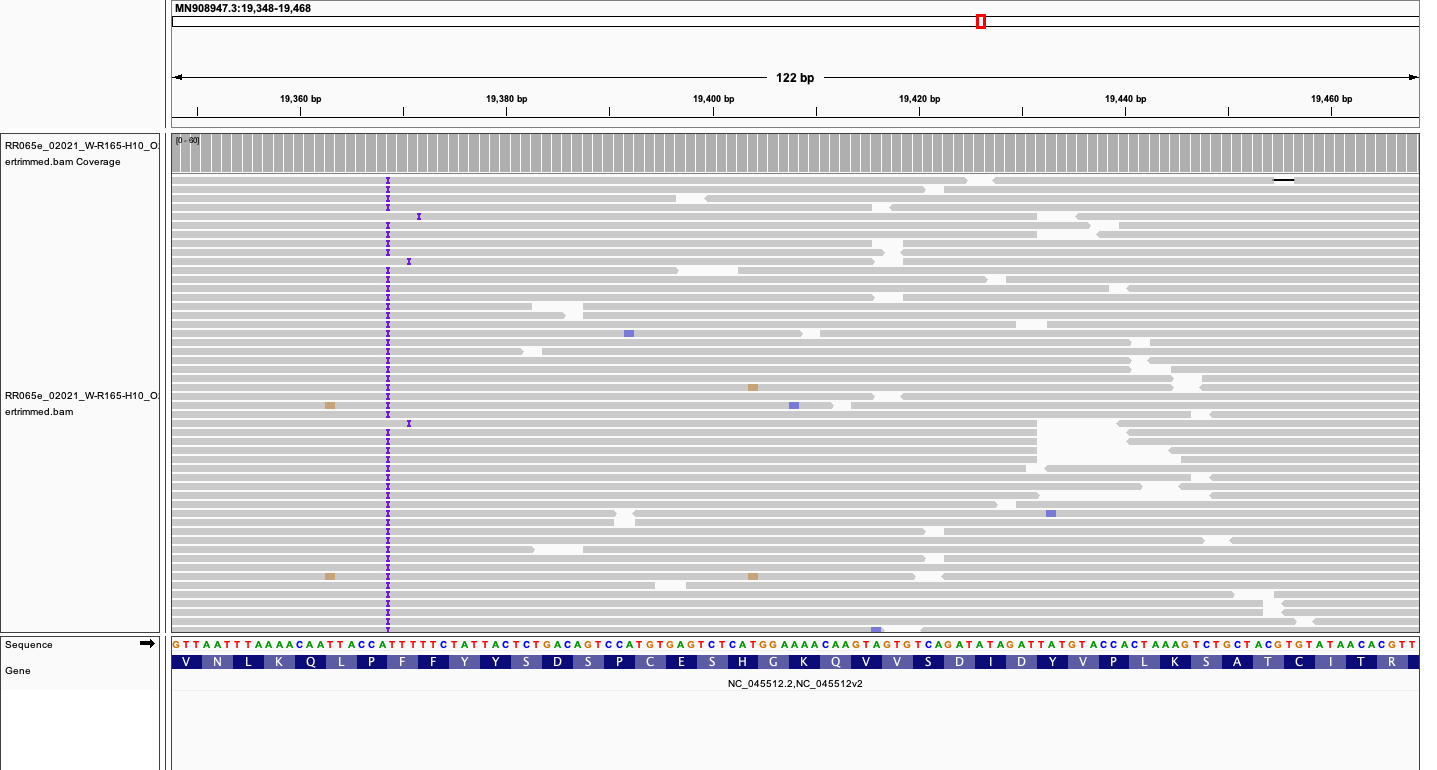 MN908947.3:19,348-19,468
122 bp
19,360 bp 19,380 bp 19,400 bp 19,420 bp 19,440 bp 19,460 bp
RR065e_02021_W-R165-H10_O
ertrimmed.bam Coverage
[0 - 60]
RR065e_02021_W-R165-H10_O
ertrimmed.bam
Sequence
G T T A A T T T A A A A C A A T T A C C A T T T T T C T A T T A C T C T G A C A G T C C A T G T G A G T C T C A T G G A A A A C A A G T A G T G T C A G A T A T A G A T T A T G T A C C A C T A A A G T C T G C T A C G T G T A T A A C A C G T T
Gene
V N L K Q L P F F Y Y S D S P C E S H G K Q V V S D I D Y V P L K S A T C I T R
NC_045512.2,NC_045512v2